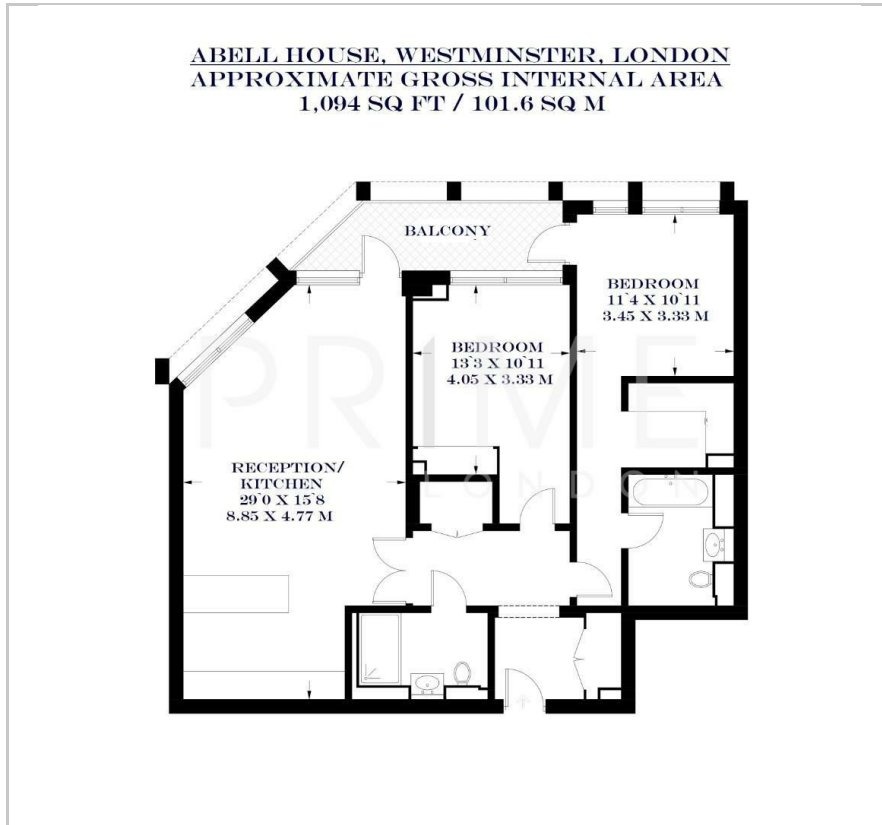 ABELL HOUSE, WESTMINSTER, LONDON
APPROXIMATE GROSS INTERNAL AREA
1,094 SQ FT / 101.6 SQ M
BALCONY
BEDROOM
11`4 X 10`11
3.45 X 3.33 M
BEDROOM
13`3 X 10`11
4.05 X 3.33 M
PRIME
LONDON
RECEPTION/
KITCHEN
29`0 X 15`8
8.85 X 4.77 M